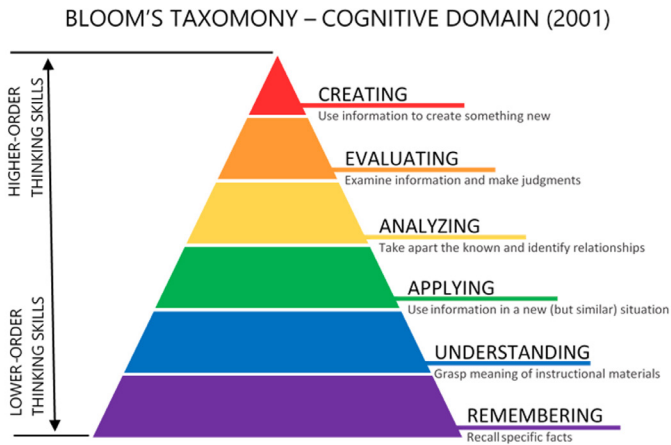 BLOOM'S TAXOMONY – COGNITIVE DOMAIN (2001)
HIGHER-ORDER
THINKING SKILLS
LOWER-ORDER
THINKING SKILLS
CREATING
Use information to create something new
EVALUATING
Examine information and make judgments
ANALYZING
Take apart the known and identify relationships
APPLYING
Use information in a new (but similar) situation
UNDERSTANDING
Grasp meaning of instructional materials
REMEMBERING
Recall specific facts